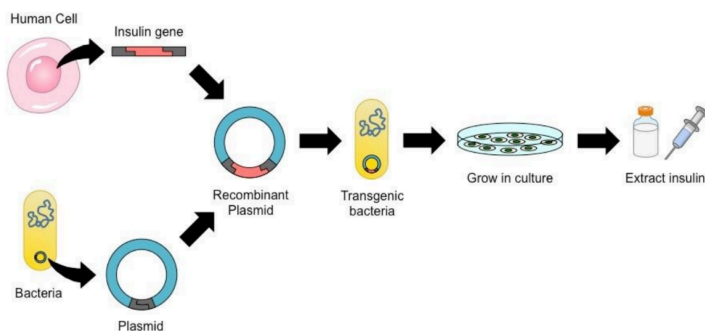 Human Cell
Insulin gene
Recombinant
Plasmid
Transgenic
bacteria
Grow in culture
Extract insulin
Bacteria
Plasmid